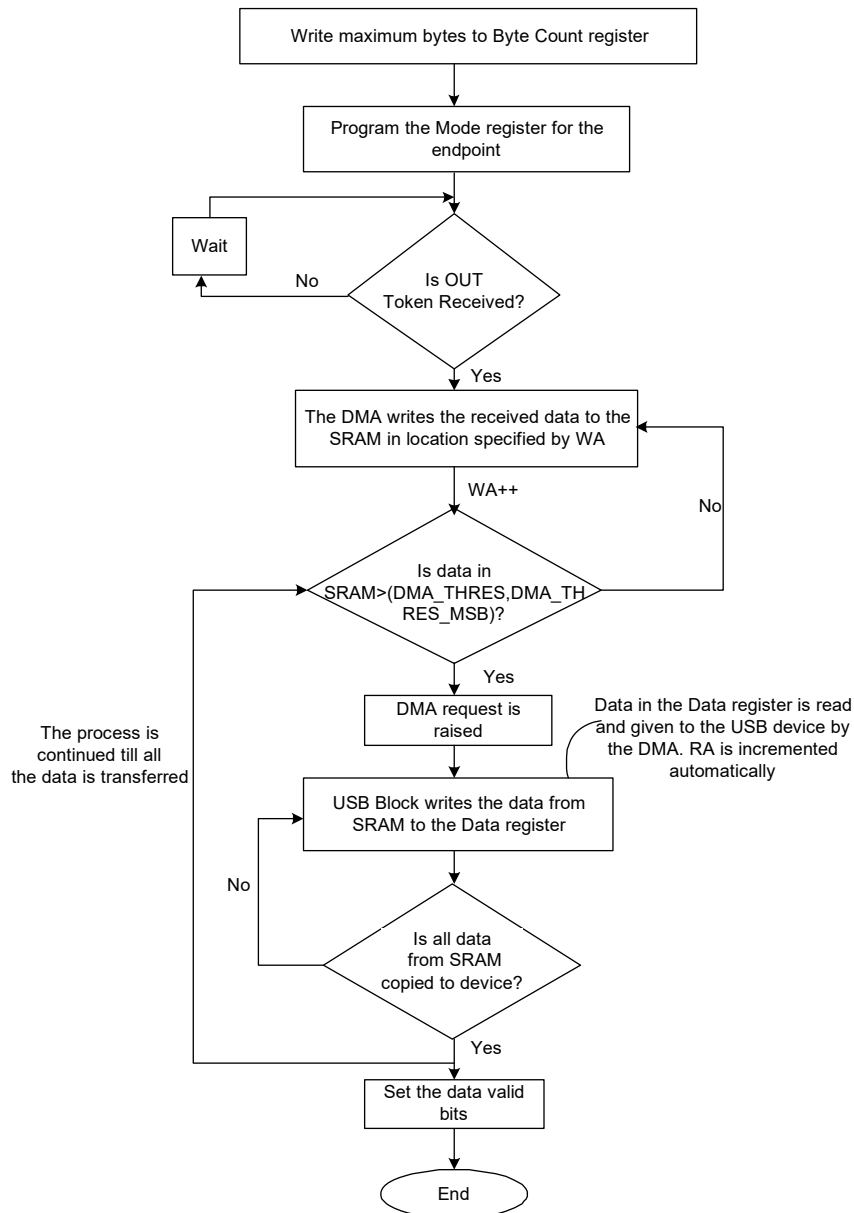 Write maximum bytes to Byte Count register
Program the Mode register for the
endpoint
Wait
No
Is OUT
Token Received?
Yes
The DMA writes the received data to the
SRAM in location specified by WA
WA++
No
Is data in
SRAM>(DMA_THRES,DMA_TH
RES_MSB)?
Yes
DMA request is
raised
Data in the Data register is read
and given to the USB device by
the DMA. RA is incremented
automatically
The process is
continued till all
the data is transferred
USB Block writes the data from
SRAM to the Data register
No
Is all data
from SRAM
copied to device?
Yes
Set the data valid
bits
End